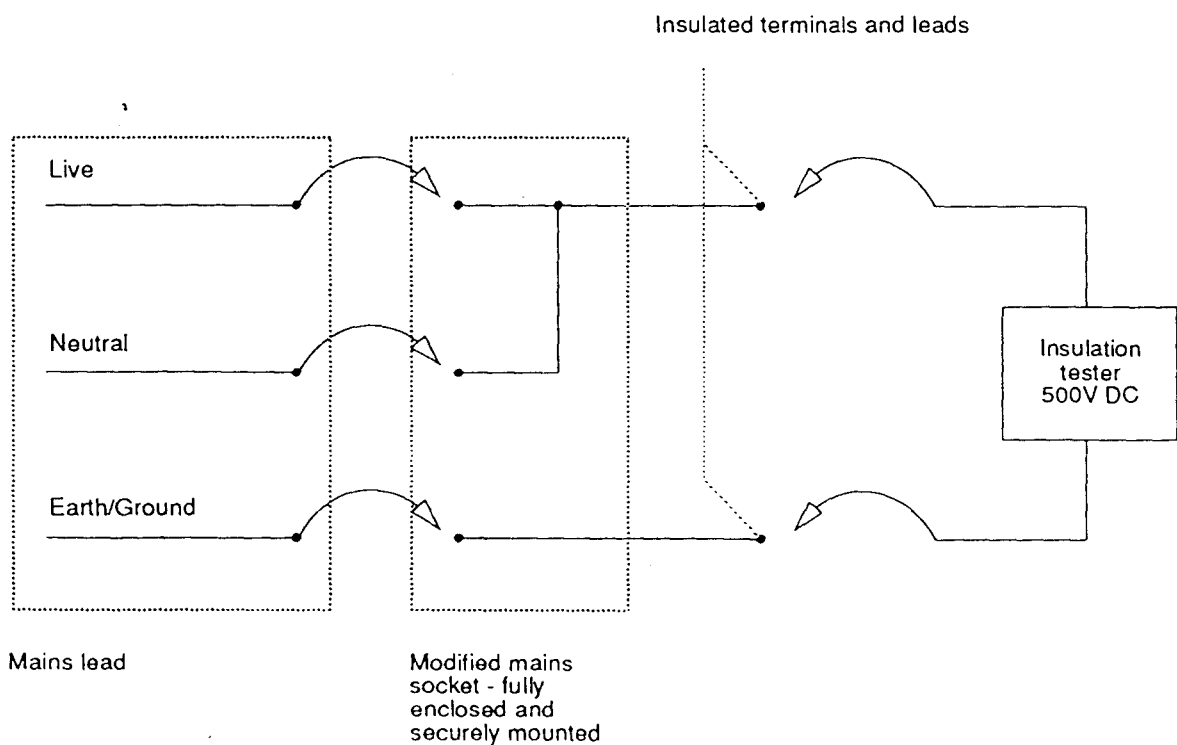 Insulated terminals and leads
Live
Neutral
Earth/Ground
Insulation
tester
500V DC
Mains lead
Modified mains
socket - fully
enclosed and
securely mounted